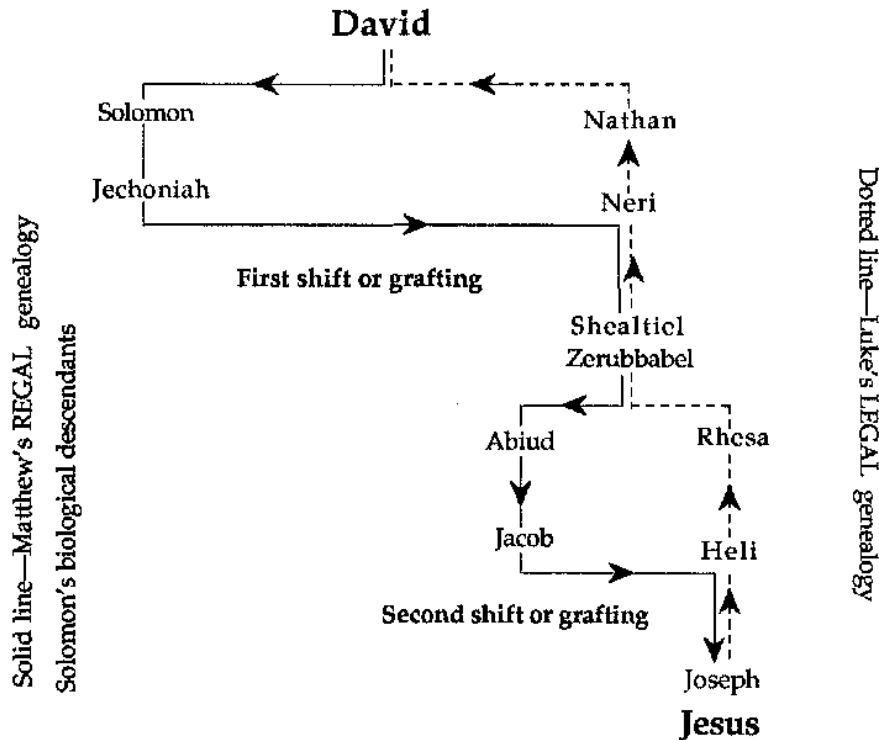 David
Solomon
Nathan
Jechoniah
Neri
First shift or grafting
Shealtiel
Zerubbabel
Abiud
Rhesa
Jacob
Heli
Second shift or grafting
Joseph
Jesus
Solid line—Matthew's REGAL genealogy
Solomon's biological descendants
Dotted line—Luke's LEGAL genealogy